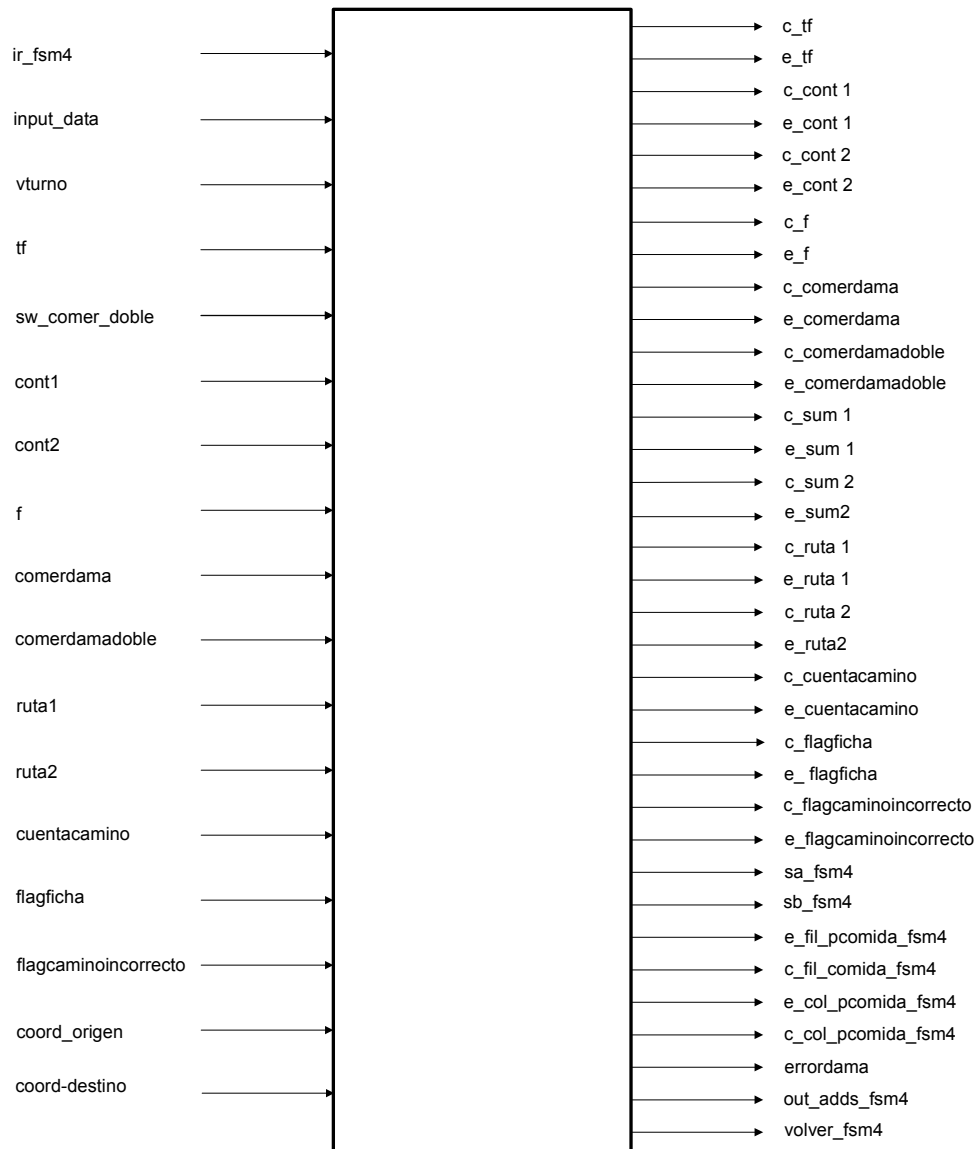 ir_fsm4
input_data
vturno
tf
sw_comer_doble
cont1
cont2
f
comerdama
comerdamadoble
ruta1
ruta2
cuentacamino
flagficha
flagcaminoincorrecto
coord_origen
coord-destino
c_tf
e_tf
c_cont 1
e_cont 1
c_cont 2
e_cont 2
c_f
e_f
c_comerdama
e_comerdama
c_comerdamadoble
e_comerdamadoble
c_sum 1
e_sum 1
c_sum 2
e_sum2
c_ruta 1
e_ruta 1
c_ruta 2
e_ruta2
c_cuentacamino
e_cuentacamino
c_flagficha
e_ flagficha
c_flagcaminoincorrecto
e_flagcaminoincorrecto
sa_fsm4
sb_fsm4
e_fil_pcomida_fsm4
c_fil_comida_fsm4
e_col_pcomida_fsm4
c_col_pcomida_fsm4
errordama
out_adds_fsm4
volver_fsm4